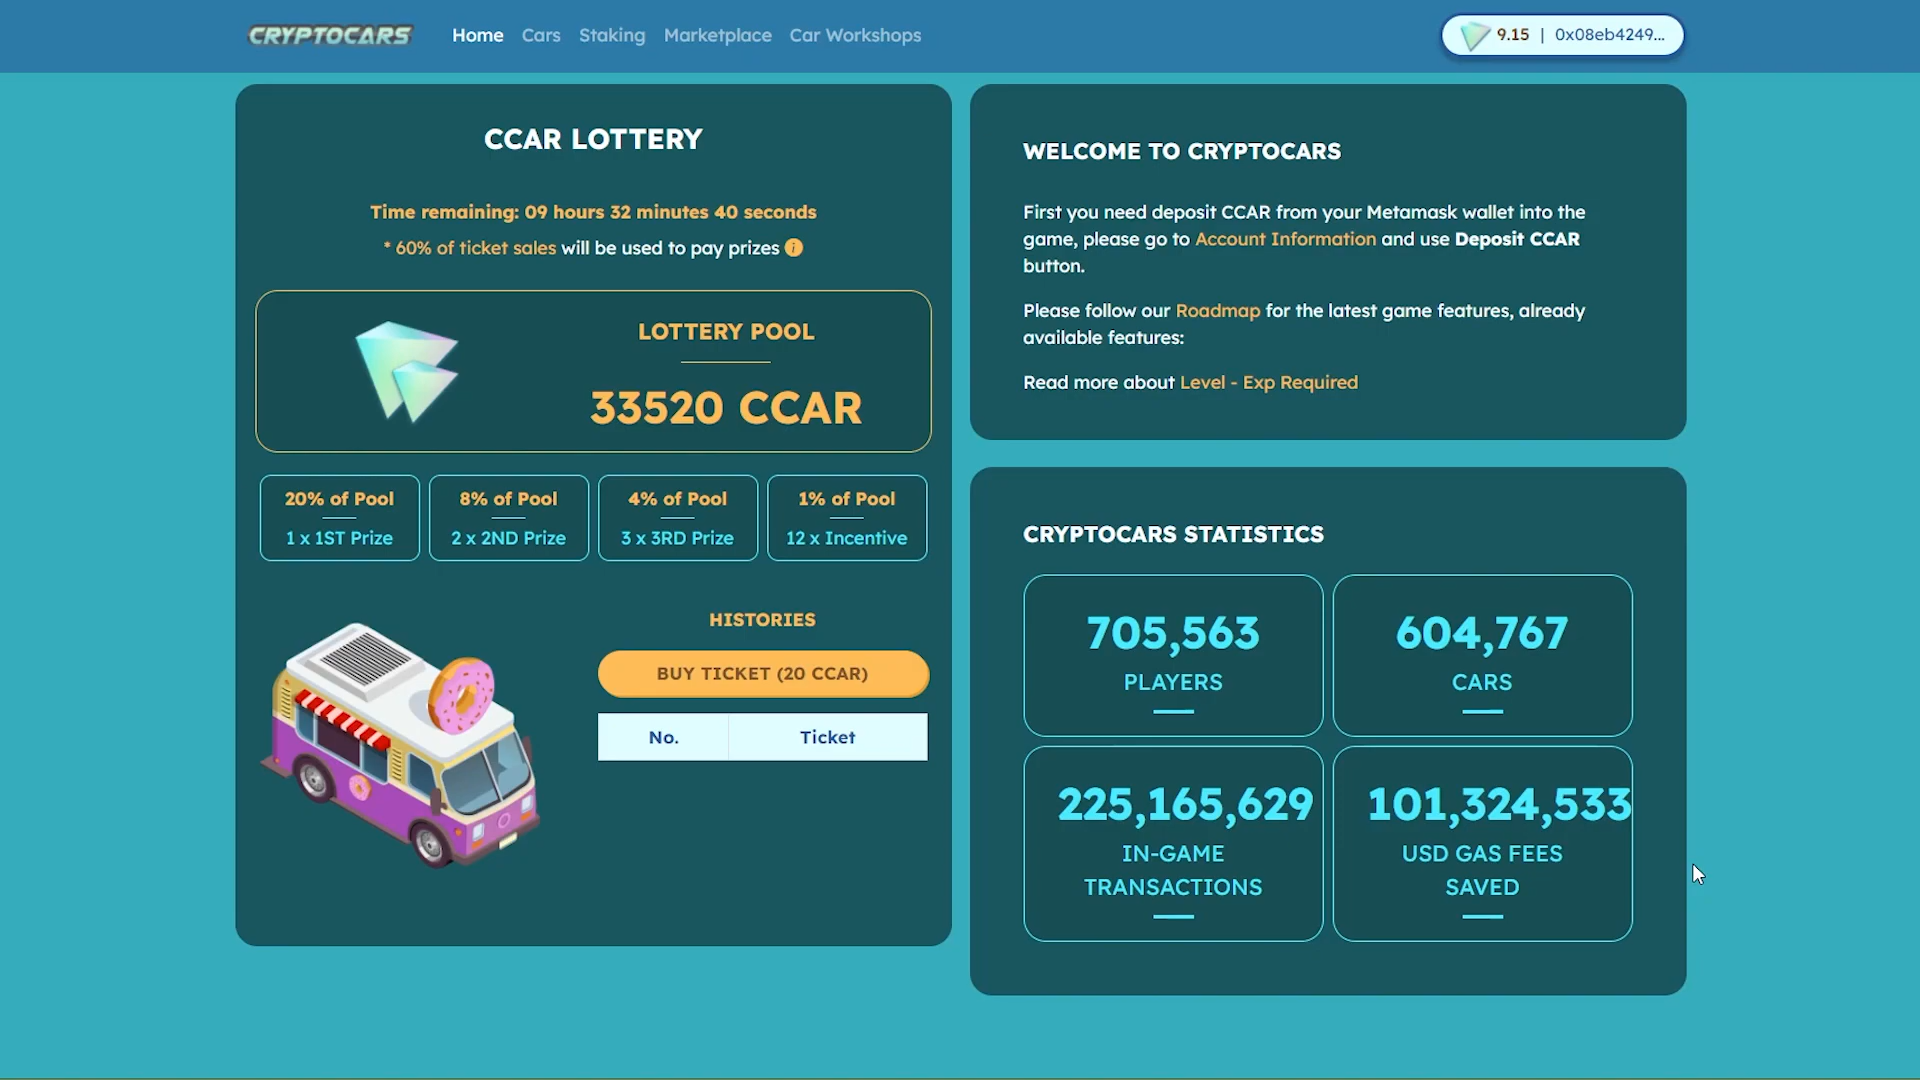 CRYPTOCARS
Home Cars Staking Marketplace Car Workshops
9.15 | 0x08eb4249...
CCAR LOTTERY
Time remaining: 09 hours 32 minutes 40 seconds
* 60% of ticket sales will be used to pay prizes
LOTTERY POOL
33520 CCAR
20% of Pool
1 x 1ST Prize
8% of Pool
2 x 2ND Prize
4% of Pool
3 x 3RD Prize
1% of Pool
12 x Incentive
HISTORIES
BUY TICKET (20 CCAR)
No. Ticket
WELCOME TO CRYPTOCARS
First you need deposit CCAR from your Metamask wallet into the
game, please go to Account Information and use Deposit CCAR
button.
Please follow our Roadmap for the latest game features, already
available features:
Read more about Level - Exp Required
CRYPTOCARS STATISTICS
705,563
PLAYERS
604,767
CARS
225,165,629
IN-GAME
TRANSACTIONS
101,324,533
USD GAS FEES
SAVED